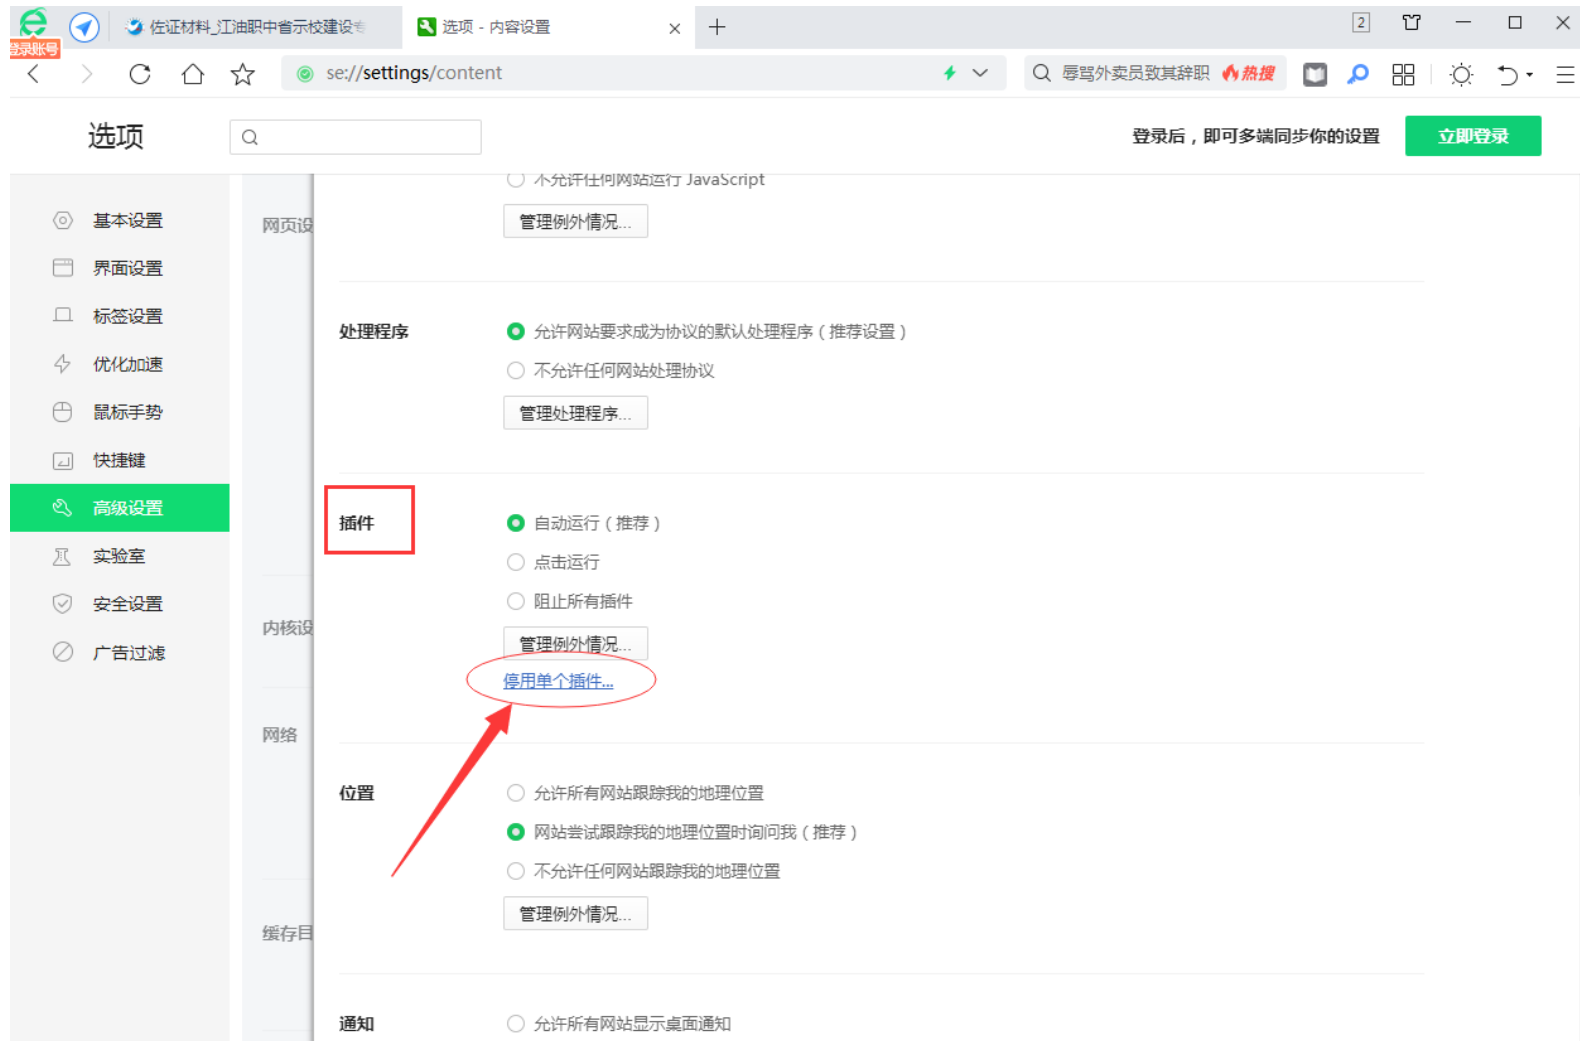 佐证材料_江油职中省示校建设专
选项 - 内容设置
2
登录账号
se://settings/content
辱骂外卖员致其辞职
热搜
选项
登录后，即可多端同步你的设置
立即登录
基本设置
界面设置
标签设置
优化加速
鼠标手势
快捷键
高级设置
实验室
安全设置
广告过滤
网页设
内核设
网络
缓存目
不允许任何网站运行 JavaScript
管理例外情况...
处理程序
允许网站要求成为协议的默认处理程序（推荐设置）
不允许任何网站处理协议
管理处理程序...
插件
自动运行（推荐）
点击运行
阻止所有插件
管理例外情况...
停用单个插件...
位置
允许所有网站跟踪我的地理位置
网站尝试跟踪我的地理位置时询问我（推荐）
不允许任何网站跟踪我的地理位置
管理例外情况...
通知
允许所有网站显示桌面通知